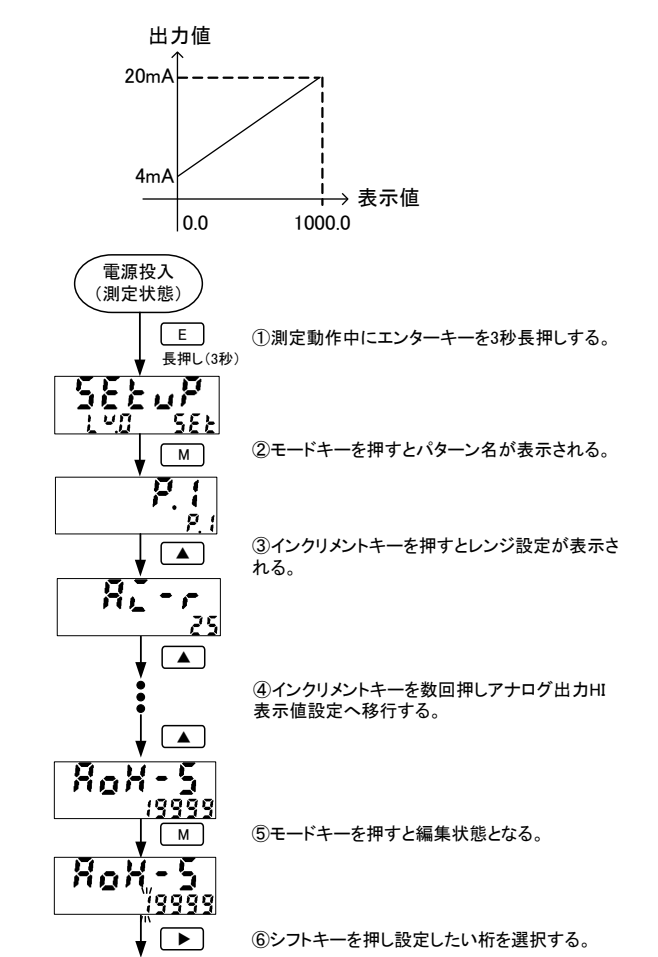 出力値
20mA
4mA
表示値
0.0
1000.0
電源投入
(測定状態)
E
長押し(3秒)
①測定動作中にエンターキーを3秒長押しする。
SEtuP
Lv.0 SEt
M
②モードキーを押すとパターン名が表示される。
P.1
P.1
▲
③インクリメントキーを押すとレンジ設定が表示さ
れる。
Ai-r
25
▲
④インクリメントキーを数回押しアナログ出力HI
表示値設定へ移行する。
▲
AoH-S
19999
M
⑤モードキーを押すと編集状態となる。
AoH-S
19999
▶
⑥シフトキーを押し設定したい桁を選択する。